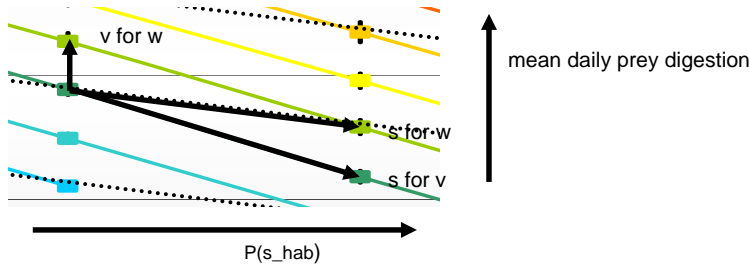 v for w
mean daily prey digestion
s for w
s for v
P(s_hab)